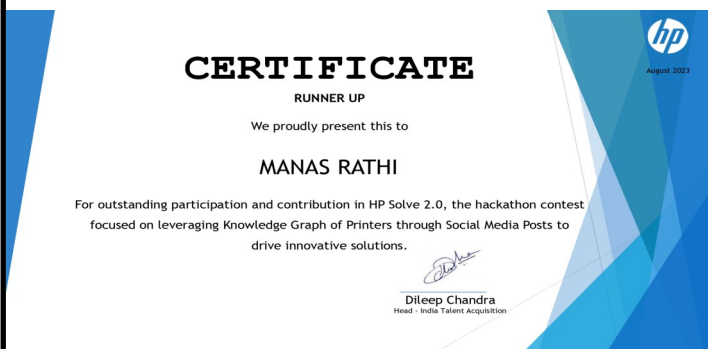 hp
August 2023
CERTIFICATE
RUNNER UP
We proudly present this to
MANAS RATHI
For outstanding participation and contribution in HP Solve 2.0, the hackathon contest
focused on leveraging Knowledge Graph of Printers through Social Media Posts to
drive innovative solutions.
Dileep Chandra
Head - India Talent Acquisition